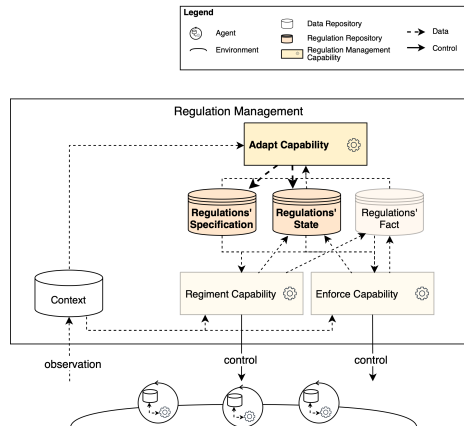 Legend
Agent
Environment
Data Repository
Regulation Repository
Regulation Management
Capability
Data
Control
Regulation Management
Adapt Capability
Regulations'
Specification
Regulations'
State
Regulations'
Fact
Context
Regiment Capability
Enforce Capability
observation
control
control